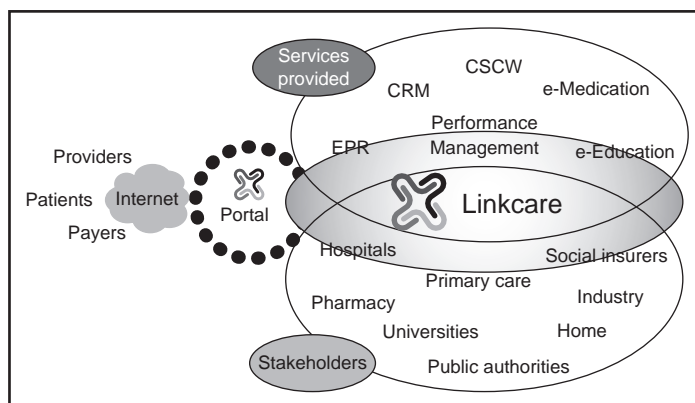 Services
provided
CSCW
CRM
e-Medication
Performance
Management
EPR
e-Education
Providers
Patients
Payers
Internet
Portal
Linkcare
Hospitals
Social insurers
Primary care
Pharmacy
Industry
Universities
Home
Stakeholders
Public authorities